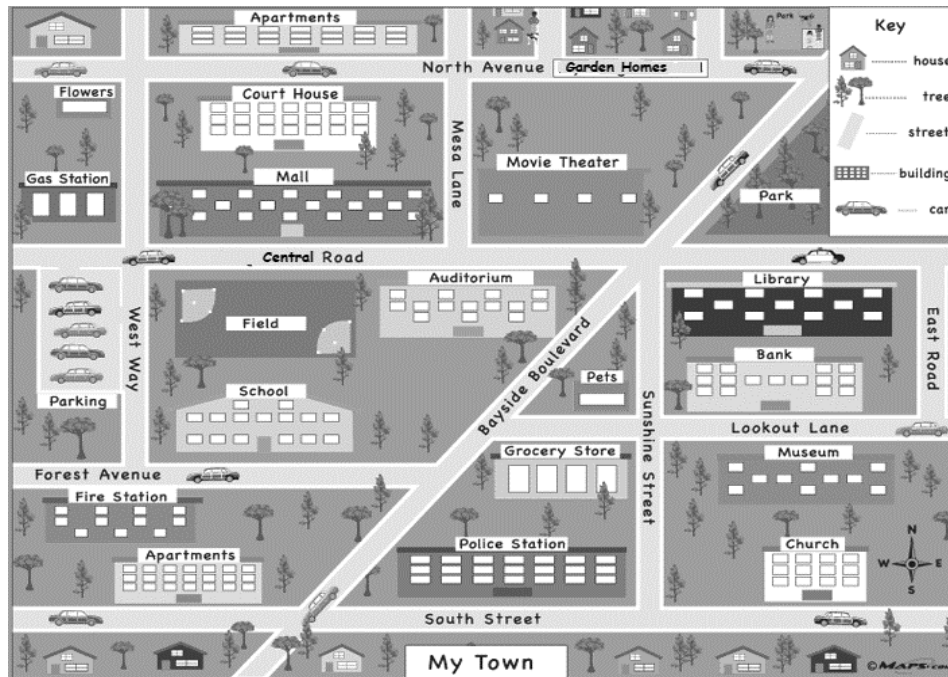 Apartments
Park
Key
North Avenue
Garden Homes
house
Flowers
Court House
tree
street
Mesa Lane
Movie Theater
Gas Station
Mall
Park
building
car
Central Road
Auditorium
Library
West Way
Field
Bayside Boulevard
East Road
Bank
Pets
School
Parking
Sunshine Street
Lookout Lane
Grocery Store
Museum
Forest Avenue
Fire Station
Police Station
Apartments
Church
N
W E
S
South Street
My Town